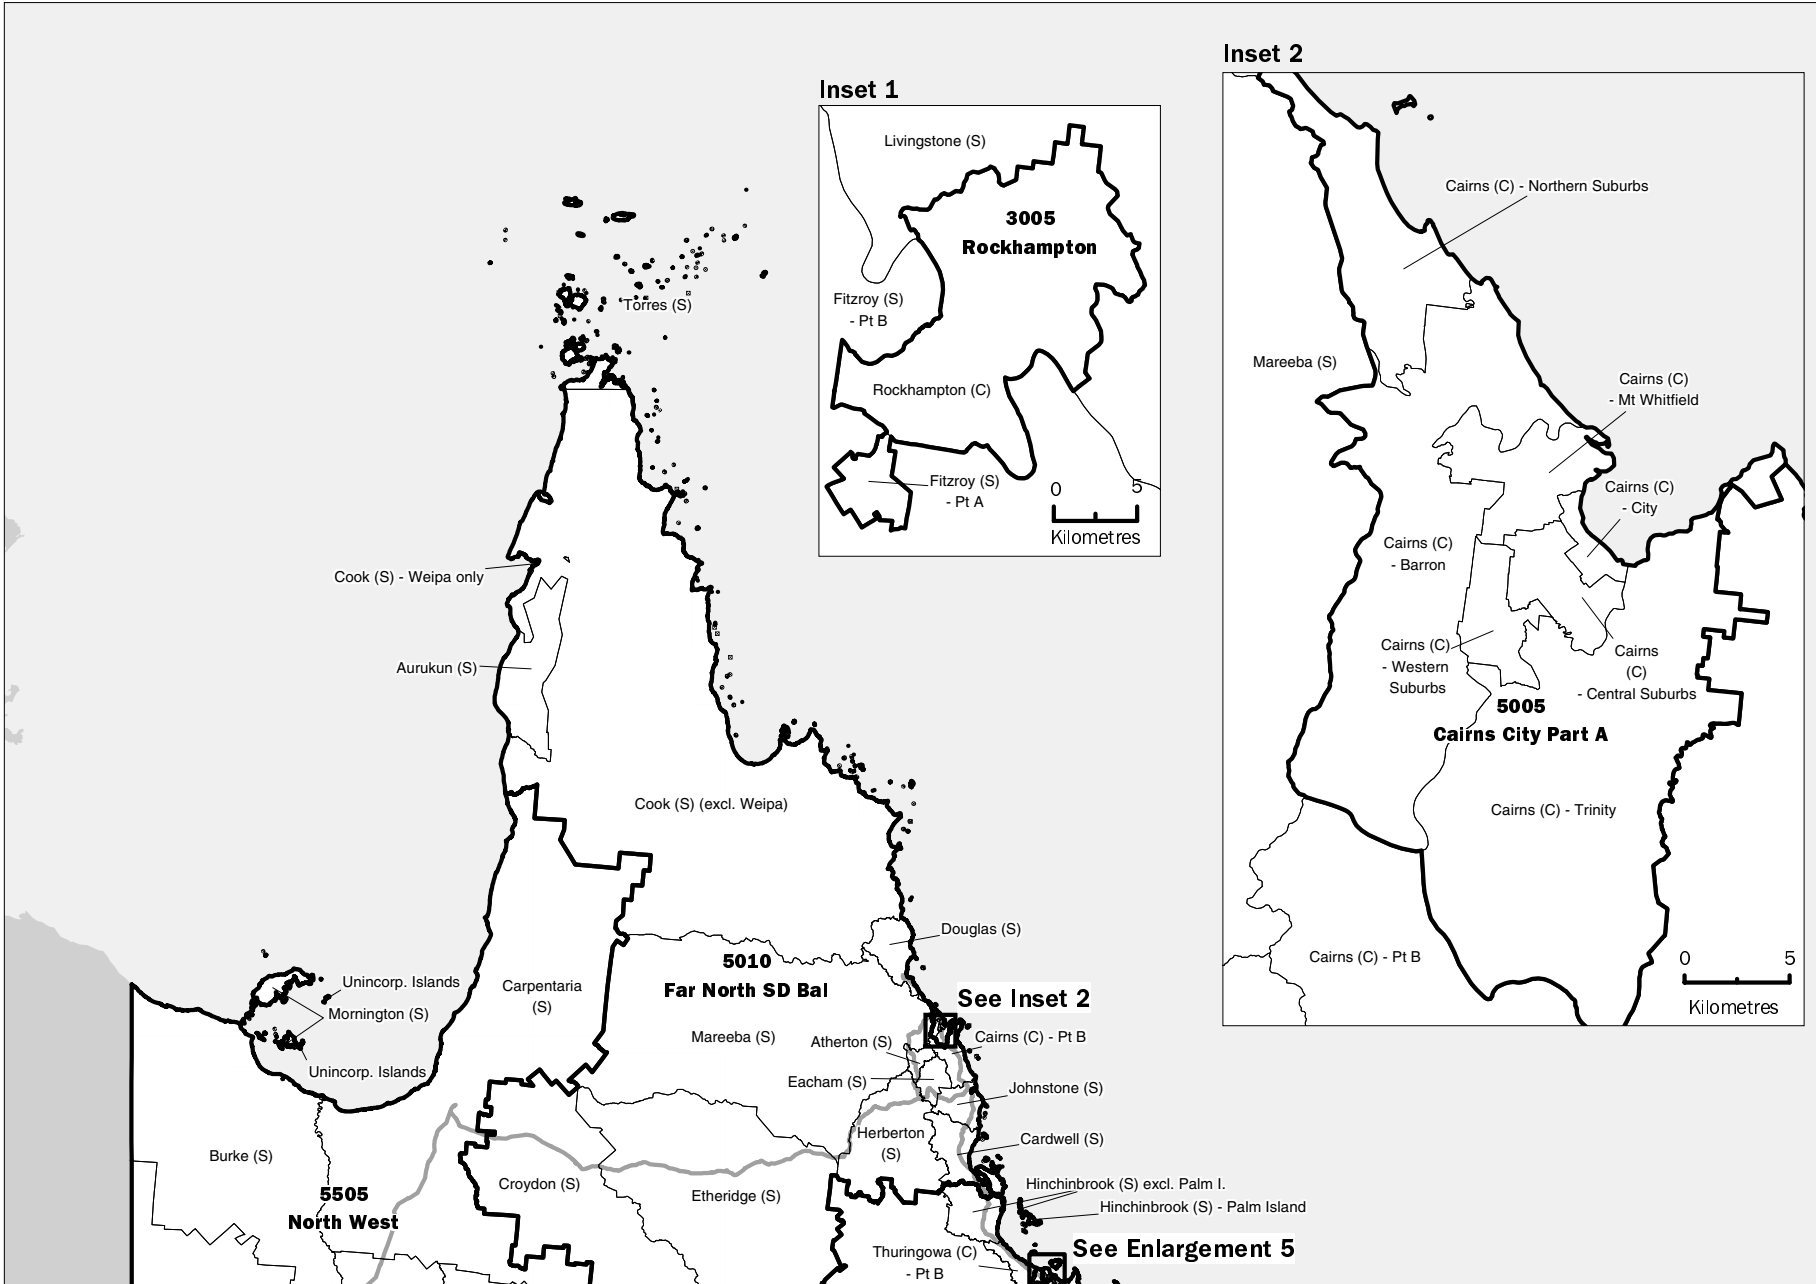 Inset 1
Livingstone (S)
3005
Rockhampton
Fitzroy (S)
- Pt B
Rockhampton (C)
Fitzroy (S)
- Pt A
0 5
Kilometres
Inset 2
Cairns (C) - Northern Suburbs
Mareeba (S)
Cairns (C)
- Mt Whitfield
Cairns (C)
- City
Cairns (C)
- Barron
Cairns (C)
- Western
Suburbs
Cairns
(C)
- Central Suburbs
5005
Cairns City Part A
Cairns (C) - Trinity
Cairns (C) - Pt B
0 5
Kilometres
Torres (S)
Cook (S) - Weipa only
Aurukun (S)
Cook (S) (excl. Weipa)
Douglas (S)
5010
Far North SD Bal
Carpentaria
(S)
Unincorp. Islands
Mornington (S)
Unincorp. Islands
See Inset 2
Mareeba (S)
Atherton (S)
Cairns (C) - Pt B
Eacham (S)
Johnstone (S)
Herberton
(S)
Cardwell (S)
Burke (S)
5505
North West
Croydon (S)
Etheridge (S)
Hinchinbrook (S) excl. Palm I.
Hinchinbrook (S) - Palm Island
See Enlargement 5
Thuringowa (C)
- Pt B